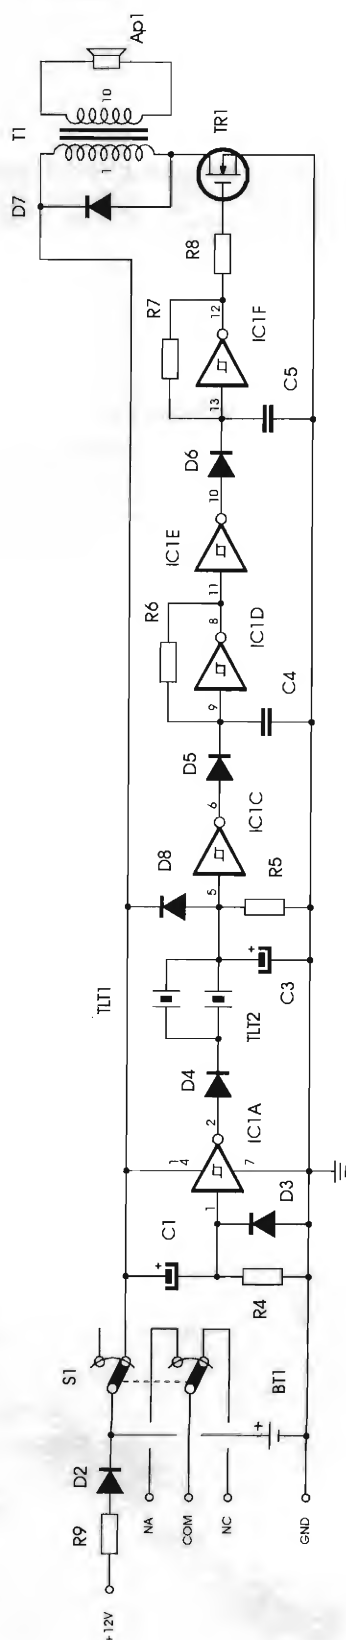 +12V
R9
D2
S1
NA
COM
NC
GND
BT1
C1
R4
D3
1
14
7
2
IC1A
D4
TLT1
TLT2
C3
D8
R5
5
6
IC1C
D5
R6
9
8
IC1D
C4
IC1E
11
10
D6
R7
13
12
IC1F
C5
R8
TR1
D7
T1
1
10
Ap1
+
+
+